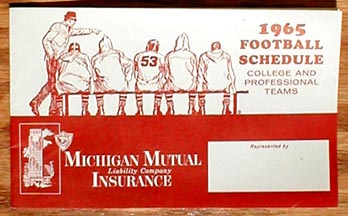 1965
FOOTBALL
SCHEDULE
COLLEGE AND
PROFESSIONAL
TEAMS
53
MICHIGAN MUTUAL
Liability Company
INSURANCE
Represented by